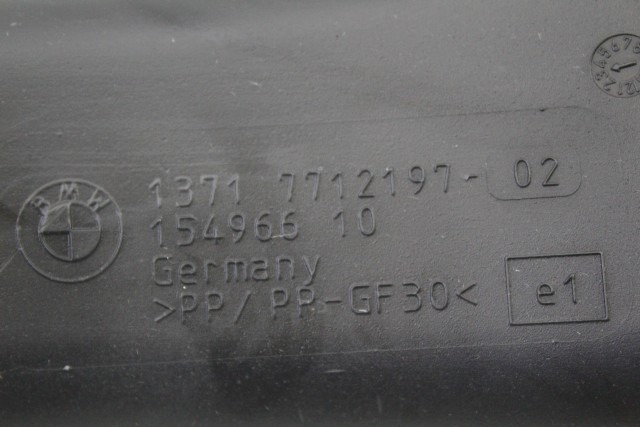 BMW
1371 7712197-02
154966 10
Germany
>PP/PP-GF30<
e1